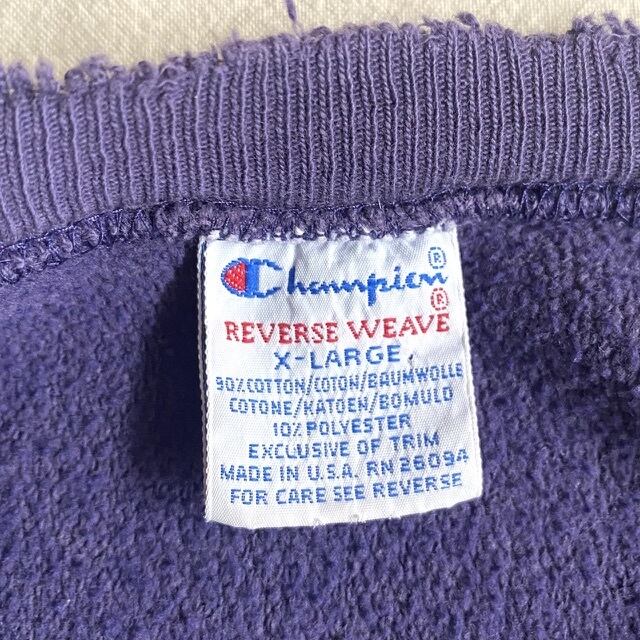 Champion®
REVERSE WEAVE®
X-LARGE
90%COTTON/COTON/BAUMWOLLE
COTONE/KATOEN/BOMULD
10% POLYESTER
EXCLUSIVE OF TRIM
MADE IN U.S.A. RN 26094
FOR CARE SEE REVERSE